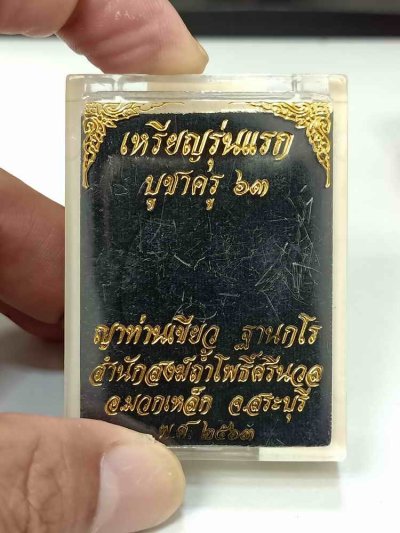 เหรียญรุ่นแรก
บูชาครู ๖๓
ญาท่านเขียว ฐานกโร
สำนักสงฆ์ถ้ำโพธิ์ศรีนวล
อ.มวกเหล็ก จ.สระบุรี
พ.ศ. ๒๕๖๓